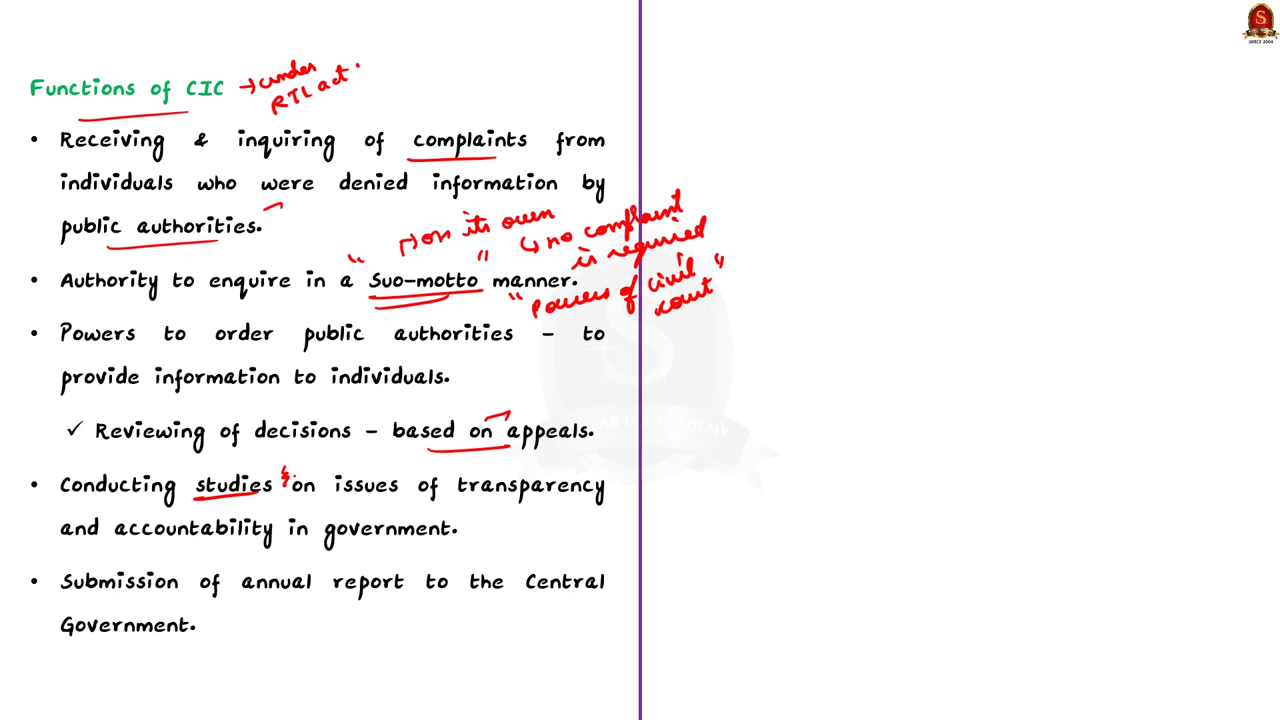 Functions of CIC → under
RTI act.
• Receiving & inquiring of complaints from
individuals who were denied information by
public authorities.
→ on its own ↳ no complaint
is required
• Authority to enquire in a "Suo-motto" manner.
"Powers of civil
court"
• Powers to order public authorities – to
provide information to individuals.
✓ Reviewing of decisions – based on appeals.
• Conducting studies on issues of transparency
and accountability in government.
• Submission of annual report to the Central
Government.
S
SINCE 2004